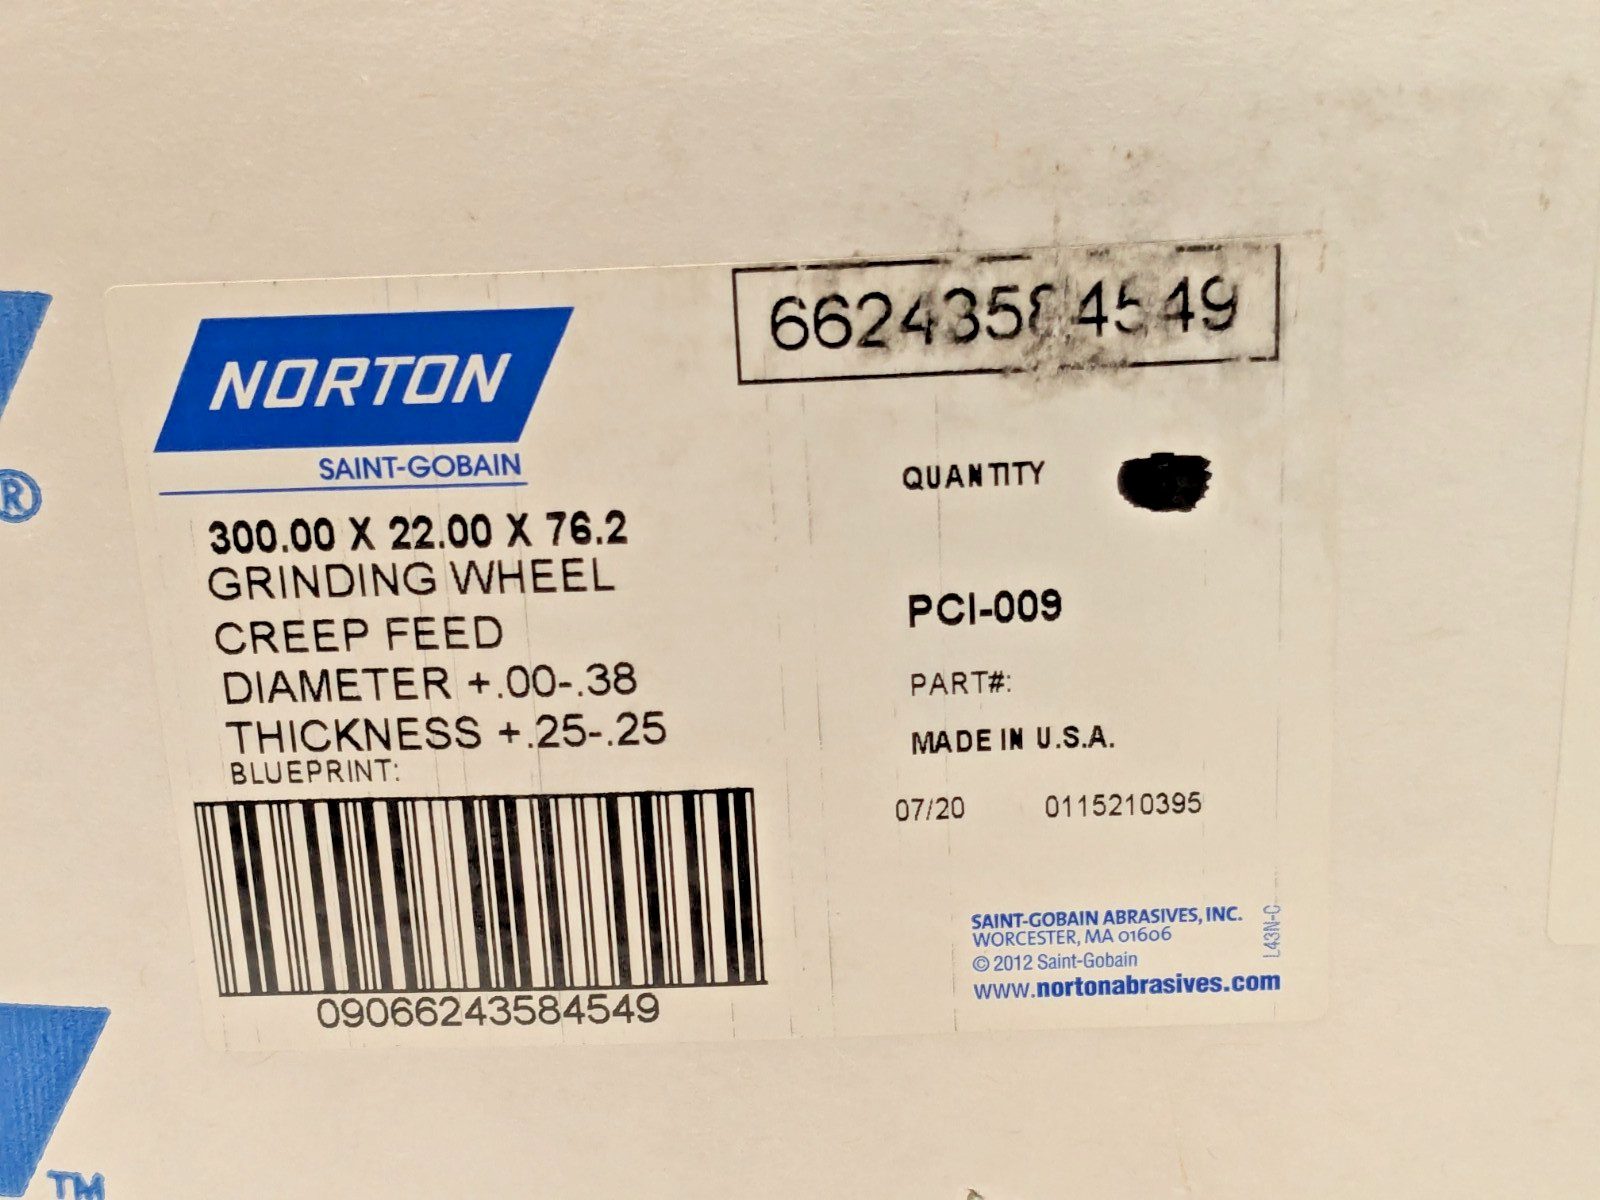 66243584549
NORTON
SAINT-GOBAIN
®
QUANTITY
300.00 X 22.00 X 76.2
GRINDING WHEEL
CREEP FEED
DIAMETER +.00-.38
THICKNESS +.25-.25
BLUEPRINT:
09066243584549
PCI-009
PART#:
MADE IN U.S.A.
07/20 0115210395
SAINT-GOBAIN ABRASIVES, INC.
WORCESTER, MA 01606
© 2012 Saint-Gobain
www.nortonabrasives.com
L43N-C
TM